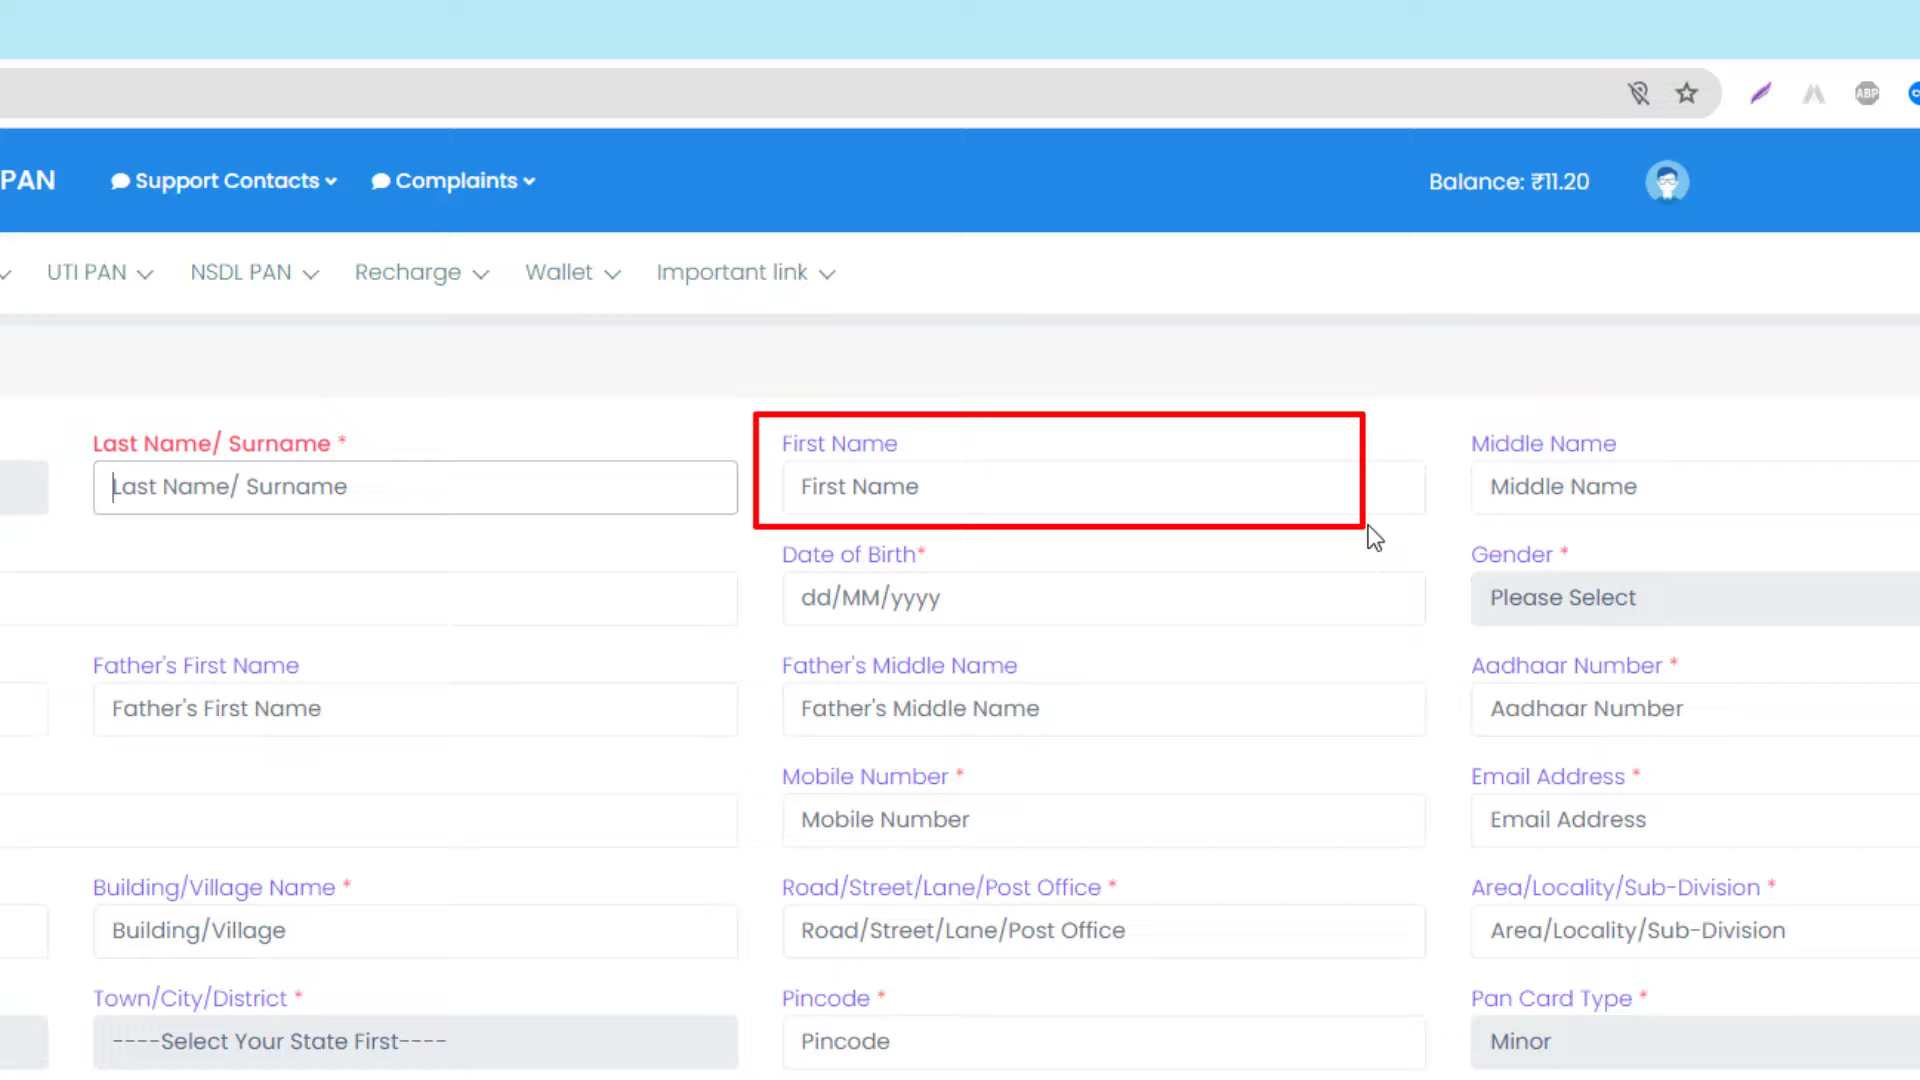 ABP
PAN Support Contacts Complaints Balance: ₹11.20
UTI PAN NSDL PAN Recharge Wallet Important link
Last Name/ Surname * First Name Middle Name
Last Name/ Surname First Name Middle Name
Date of Birth* Gender *
dd/MM/yyyy Please Select
Father's First Name Father's Middle Name Aadhaar Number *
Father's First Name Father's Middle Name Aadhaar Number
Mobile Number * Email Address *
Mobile Number Email Address
Building/Village Name * Road/Street/Lane/Post Office * Area/Locality/Sub-Division *
Building/Village Road/Street/Lane/Post Office Area/Locality/Sub-Division
Town/City/District * Pincode * Pan Card Type *
----Select Your State First---- Pincode Minor